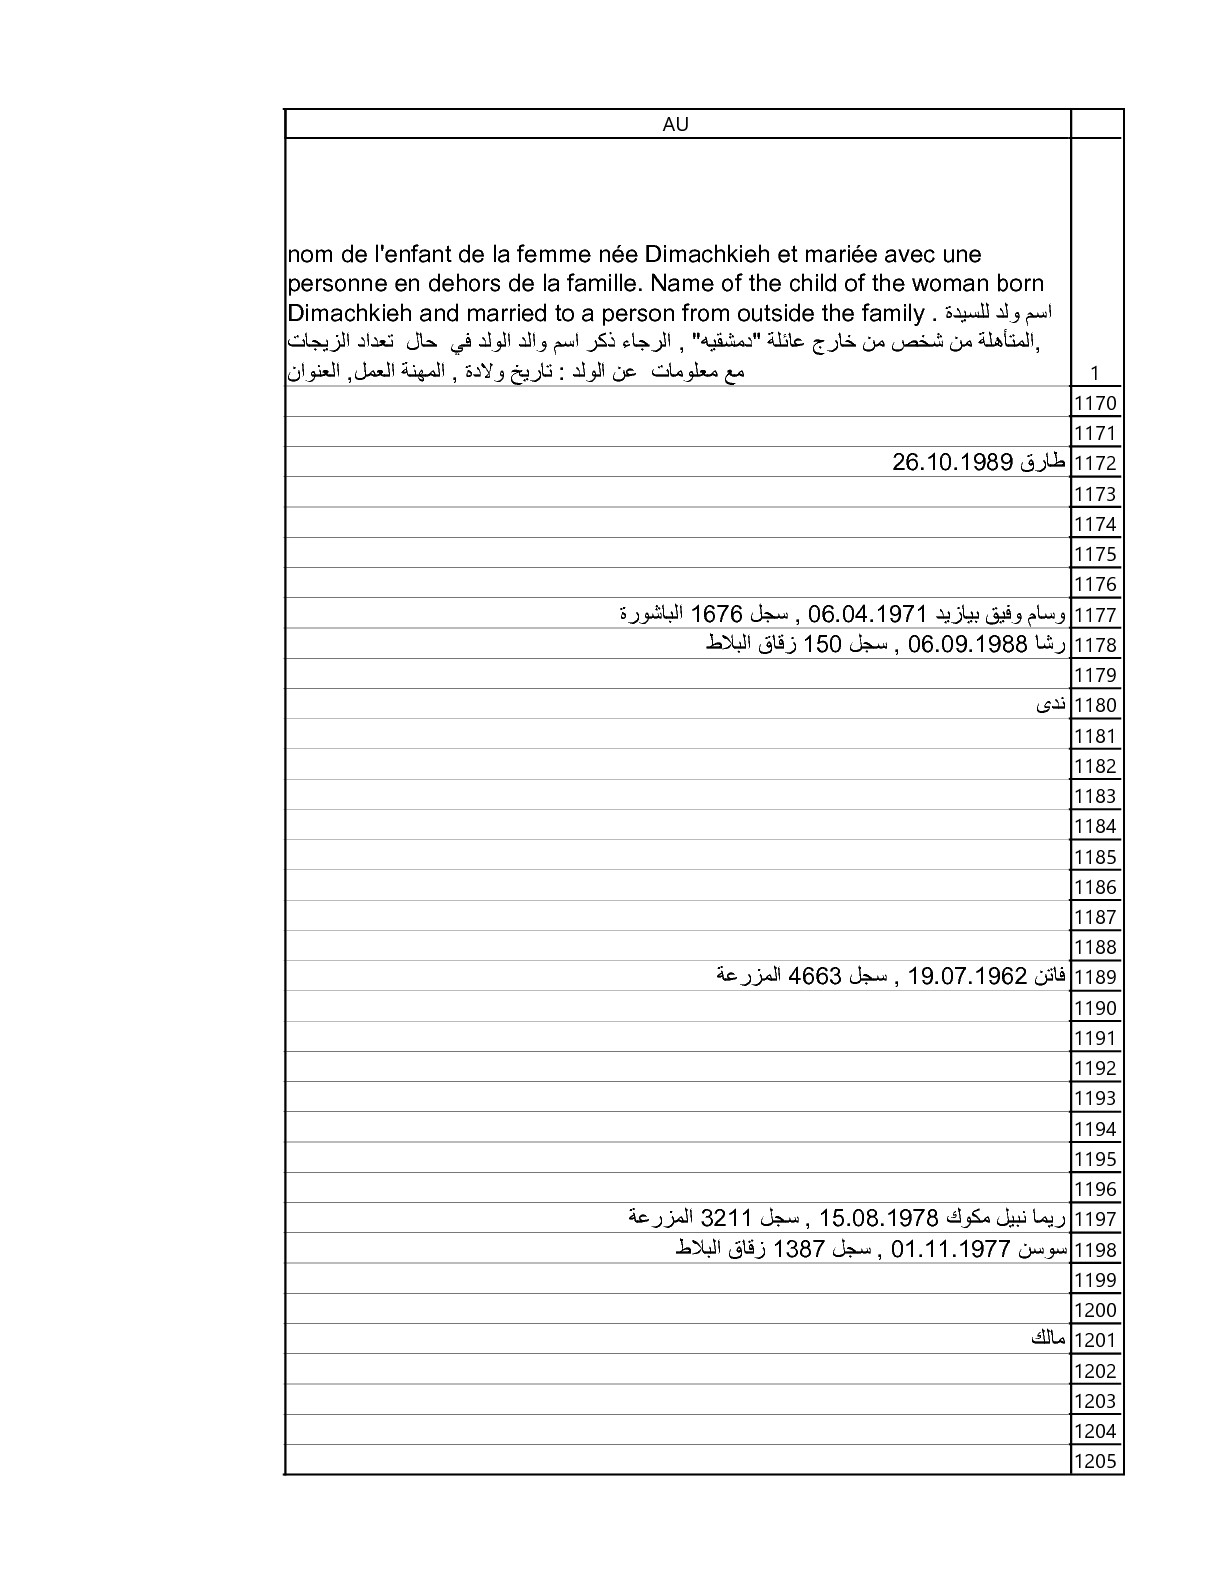 AU
nom de l'enfant de la femme née Dimachkieh et mariée avec une
personne en dehors de la famille. Name of the child of the woman born
Dimachkieh and married to a person from outside the family . اسم ولد للسيدة
المتأهلة من شخص من خارج عائلة "دمشقيه" , الرجاء ذكر اسم والد الولد في حال تعداد الزيجات,
مع معلومات عن الولد : تاريخ ولادة , المهنة العمل, العنوان
1
1170
1171
1172 طارق 26.10.1989
1173
1174
1175
1176
1177 وسام وفيق بيازيد 06.04.1971 , سجل 1676 الباشورة
1178 رشا 06.09.1988 , سجل 150 زقاق البلاط
1179
1180 ندى
1181
1182
1183
1184
1185
1186
1187
1188
1189 فاتن 19.07.1962 , سجل 4663 المزرعة
1190
1191
1192
1193
1194
1195
1196
1197 ريما نبيل مكوك 15.08.1978 , سجل 3211 المزرعة
1198 سوسن 01.11.1977 , سجل 1387 زقاق البلاط
1199
1200
1201 مالك
1202
1203
1204
1205